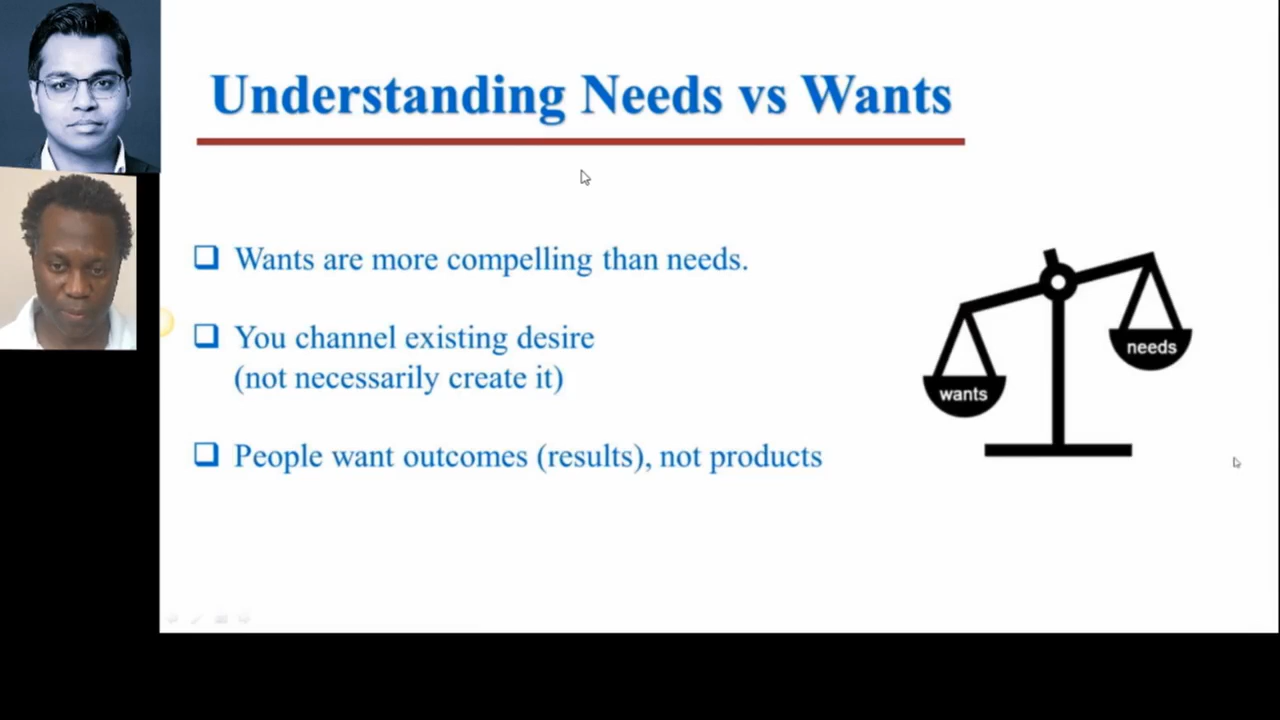 Understanding Needs vs Wants
Wants are more compelling than needs.
You channel existing desire
(not necessarily create it)
People want outcomes (results), not products
wants
needs